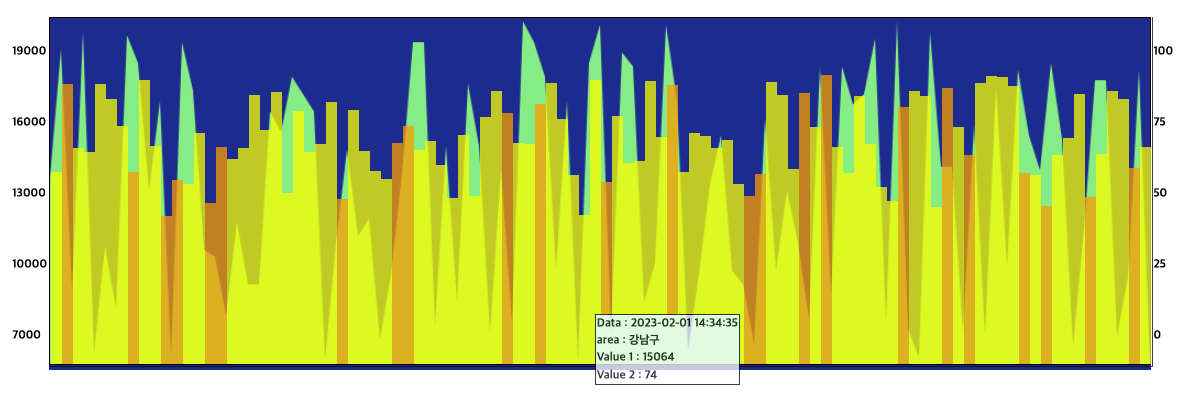 19000
16000
13000
10000
7000
100
75
50
25
0
Data : 2023-02-01 14:34:35
area : 강남구
Value 1 : 15064
Value 2 : 74